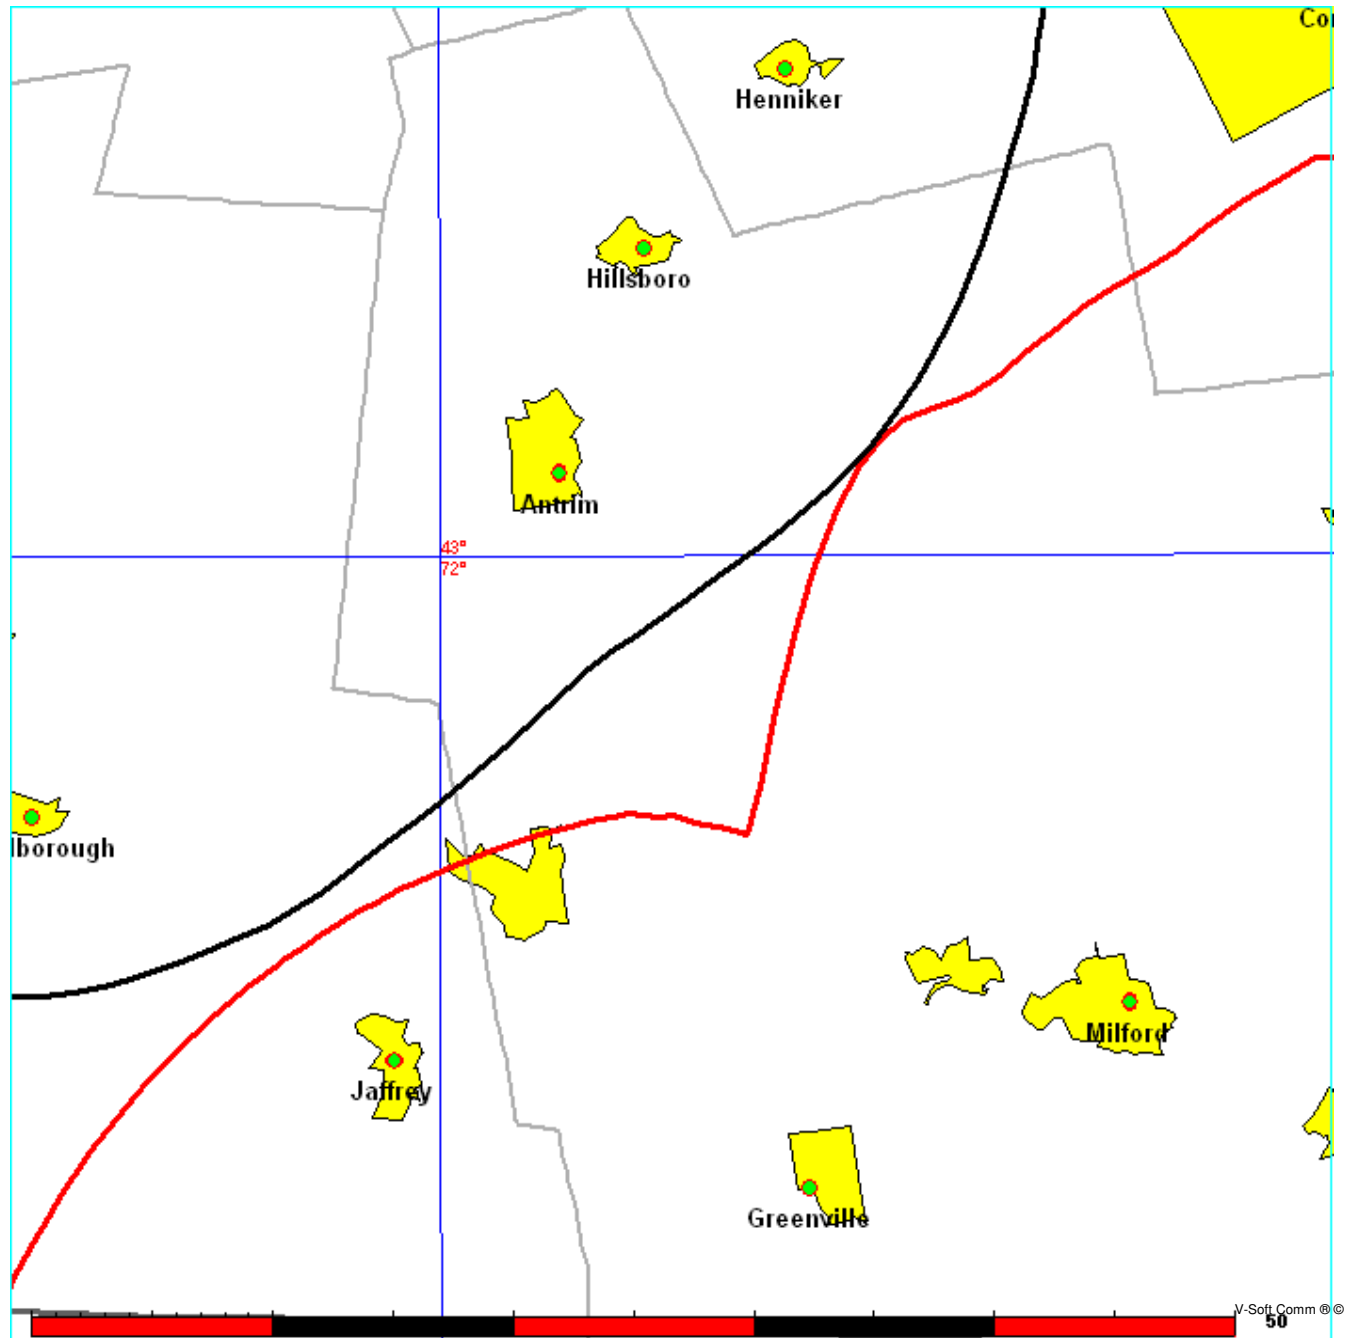 Co
Henniker
Hillsboro
Antrim
43°
72°
lborough
Milford
Jaffrey
Greenville
V-Soft Comm ® ©
50